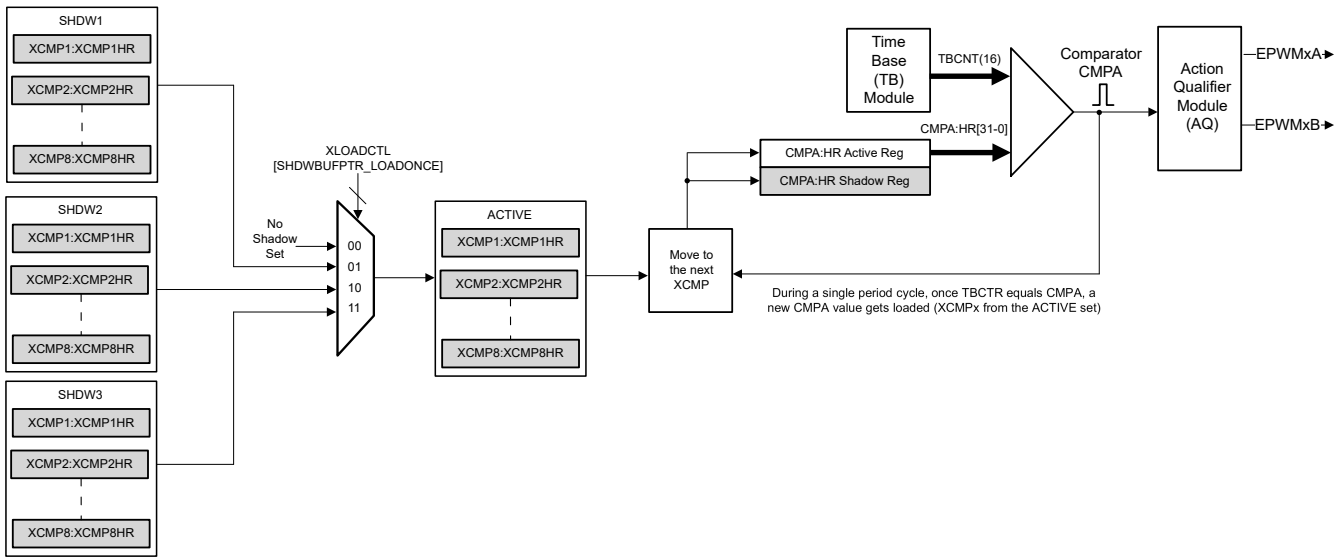 SHDW1
XCMP1:XCMP1HR
XCMP2:XCMP2HR
XCMP8:XCMP8HR
SHDW2
XCMP1:XCMP1HR
XCMP2:XCMP2HR
XCMP8:XCMP8HR
SHDW3
XCMP1:XCMP1HR
XCMP2:XCMP2HR
XCMP8:XCMP8HR
XLOADCTL
[SHDWBUFPTR_LOADONCE]
No
Shadow
Set
00
01
10
11
ACTIVE
XCMP1:XCMP1HR
XCMP2:XCMP2HR
XCMP8:XCMP8HR
Move to
the next
XCMP
CMPA:HR Active Reg
CMPA:HR Shadow Reg
Time
Base
(TB)
Module
TBCNT(16)
CMPA:HR[31-0]
Comparator
CMPA
Action
Qualifier
Module
(AQ)
EPWMxA
EPWMxB
During a single period cycle, once TBCTR equals CMPA, a
new CMPA value gets loaded (XCMPx from the ACTIVE set)